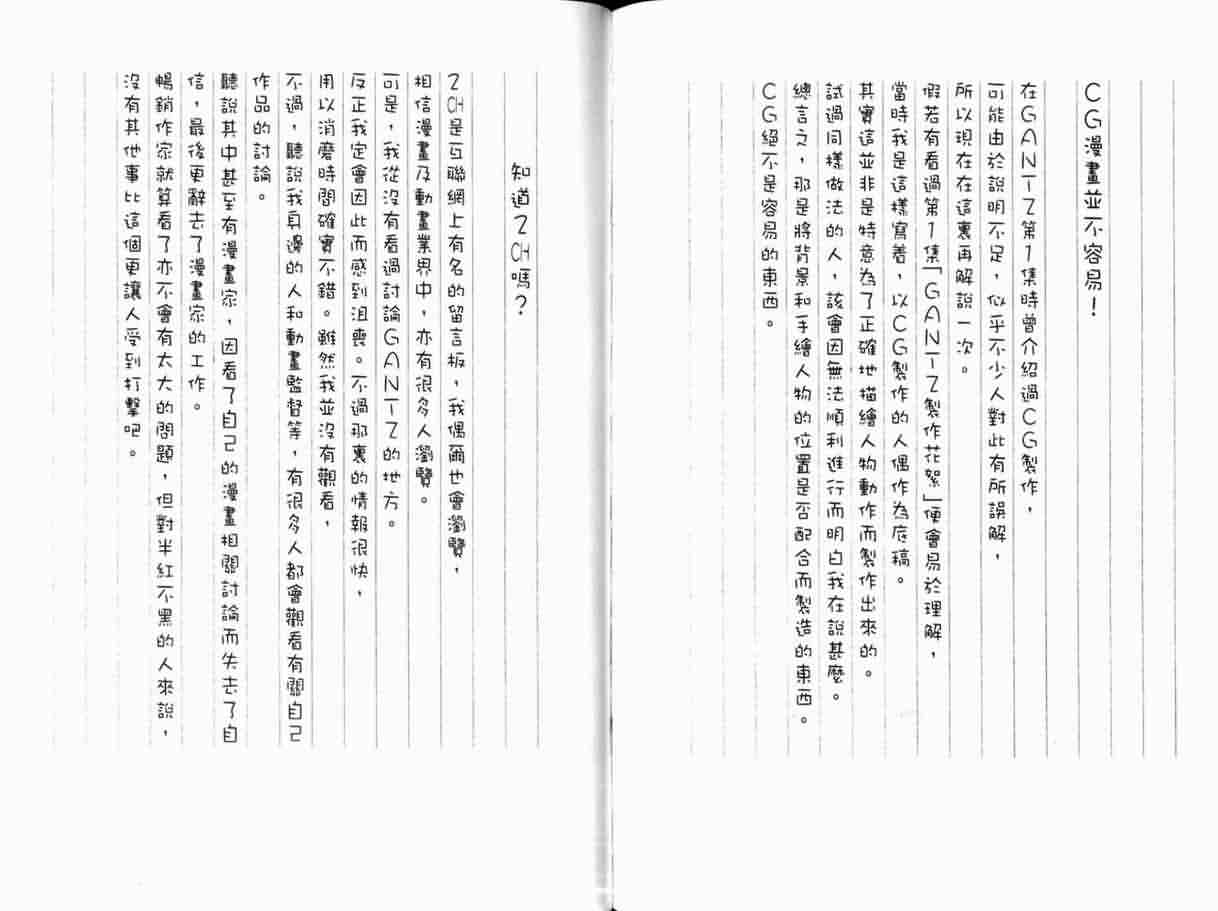 CG漫畫並不容易！
在GANTZ第1集時曾介紹過CG製作，
可能由於說明不足，似乎不少人對此有所誤解，
所以現在在這裏再解說一次。
假若有看過第1集「GANTZ製作花絮」便會易於理解，
當時我是這樣寫着，以CG製作的人偶作為底稿。
其實這並非是特意為了正確地描繪人物動作而製作出來的。
試過同樣做法的人，該會因無法順利進行而明白我在說甚麼。
總言之，那是將背景和手繪人物的位置是否配合而製造的東西。
CG絕不是容易的東西。
知道2CH嗎？
2CH是互聯網上有名的留言板，我偶爾也會瀏覽，
相信漫畫及動畫業界中，亦有很多人瀏覽。
可是，我從沒有看過討論GANTZ的地方。
反正我定會因此而感到沮喪。不過那裏的情報很快，
用以消磨時間確實不錯。雖然我並沒有觀看，
不過，聽說我身邊的人和動畫監督等，有很多人都會觀看有關自己
作品的討論。
聽說其中甚至有漫畫家，因看了自己的漫畫相關討論而失去了自
信，最後更辭去了漫畫家的工作。
暢銷作家就算看了亦不會有太大的問題，但對半紅不黑的人來說，
沒有其他事比這個更讓人受到打擊吧。